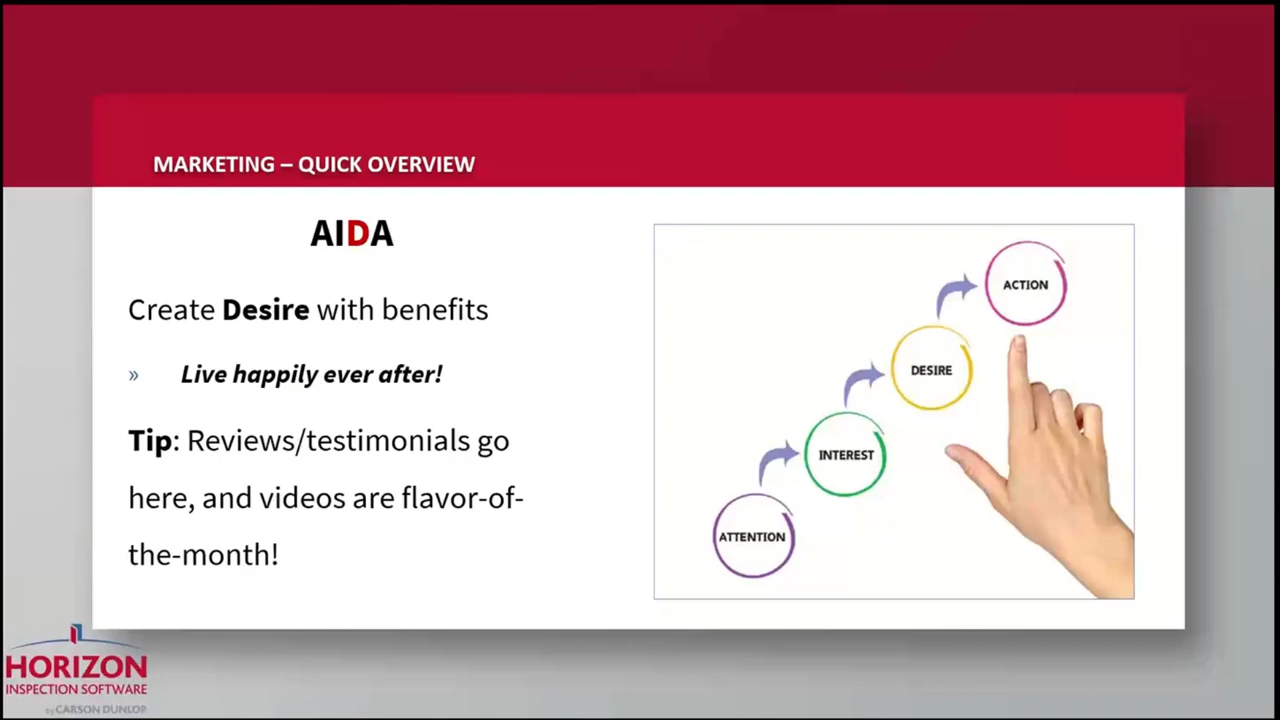 MARKETING – QUICK OVERVIEW
AIDA
Create Desire with benefits
» Live happily ever after!
Tip: Reviews/testimonials go
here, and videos are flavor-of-
the-month!
ACTION
DESIRE
INTEREST
ATTENTION
HORIZON
INSPECTION SOFTWARE
by CARSON DUNLOP